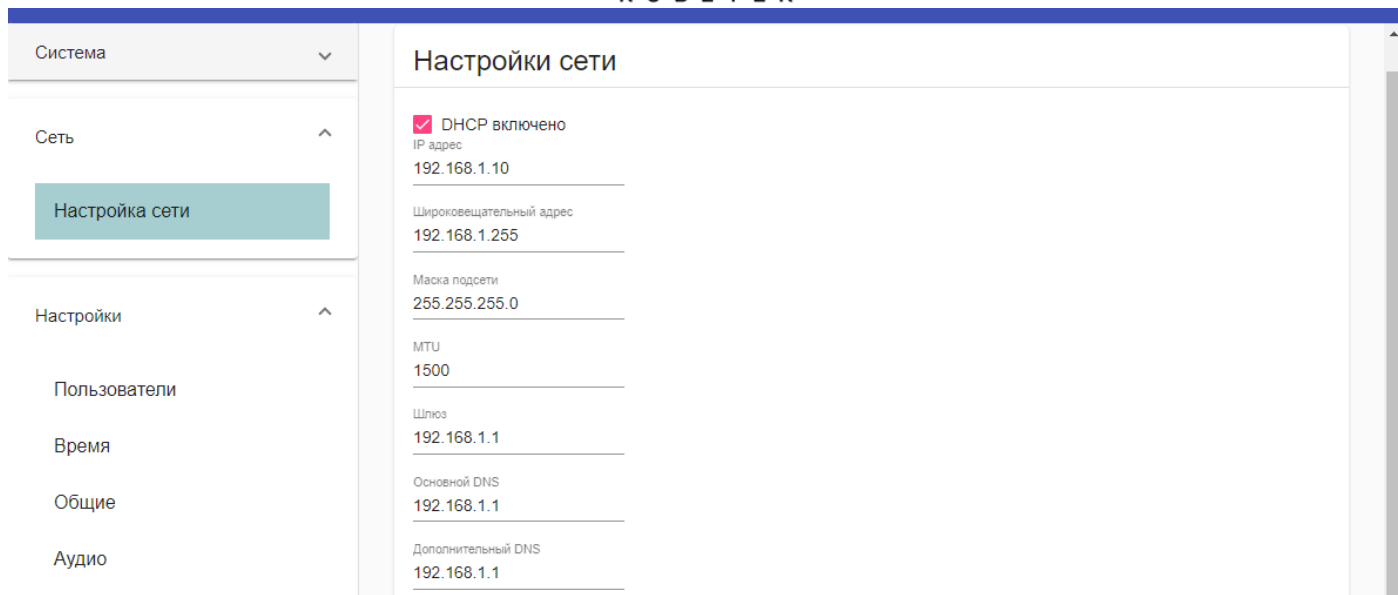 Система
Сеть
Настройка сети
Настройки
Пользователи
Время
Общие
Аудио
Настройки сети
DHCP включено
IP адрес
192.168.1.10
Широковещательный адрес
192.168.1.255
Маска подсети
255.255.255.0
MTU
1500
Шлюз
192.168.1.1
Основной DNS
192.168.1.1
Дополнительный DNS
192.168.1.1